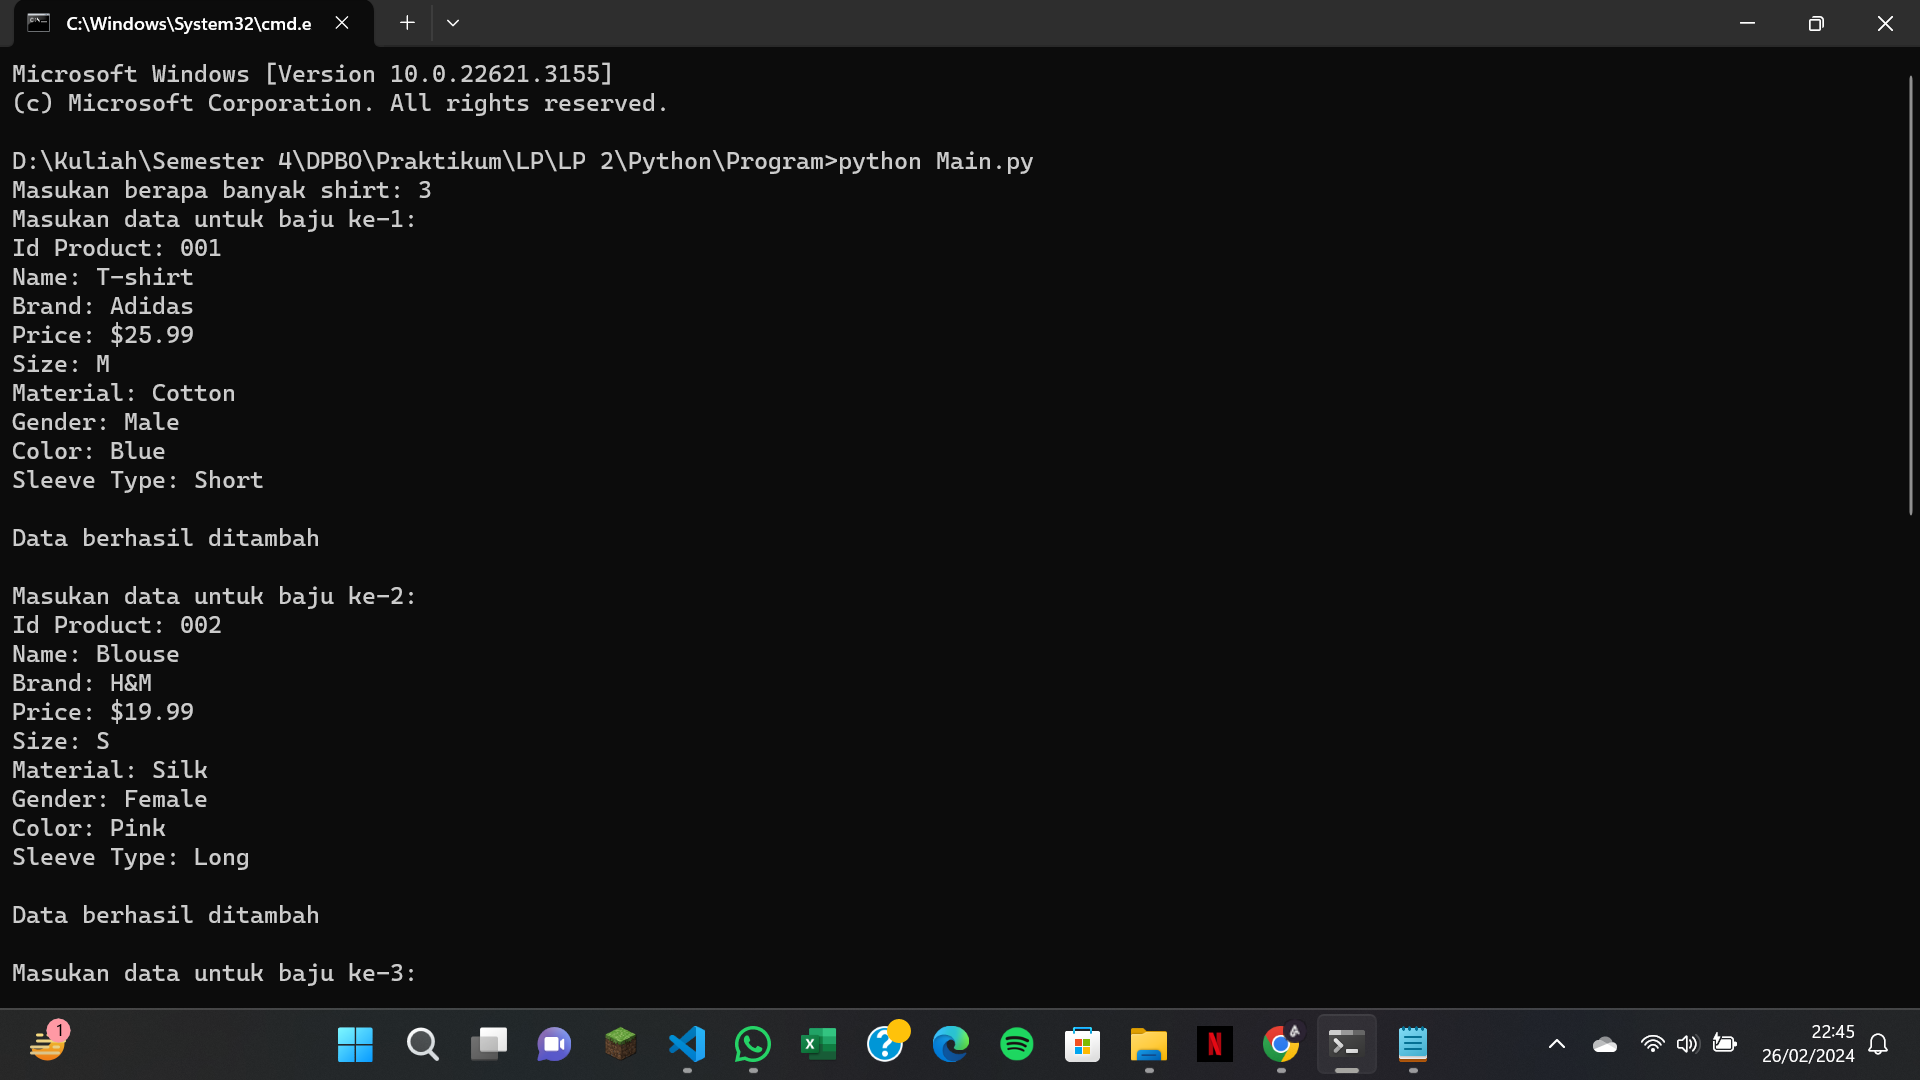 C:\Windows\System32\cmd.e
Microsoft Windows [Version 10.0.22621.3155]
(c) Microsoft Corporation. All rights reserved.
D:\Kuliah\Semester 4\DPBO\Praktikum\LP\LP 2\Python\Program>python Main.py
Masukan berapa banyak shirt: 3
Masukan data untuk baju ke-1:
Id Product: 001
Name: T-shirt
Brand: Adidas
Price: $25.99
Size: M
Material: Cotton
Gender: Male
Color: Blue
Sleeve Type: Short
Data berhasil ditambah
Masukan data untuk baju ke-2:
Id Product: 002
Name: Blouse
Brand: H&M
Price: $19.99
Size: S
Material: Silk
Gender: Female
Color: Pink
Sleeve Type: Long
Data berhasil ditambah
Masukan data untuk baju ke-3:
1
22:45
26/02/2024